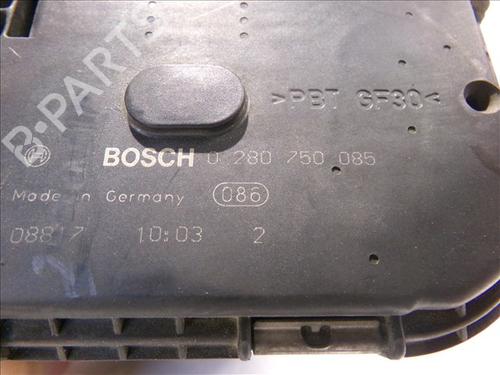 B-PARTS
>PBT GF30<
BOSCH 0 280 750 085
Made in Germany 086
08817 10:03 2